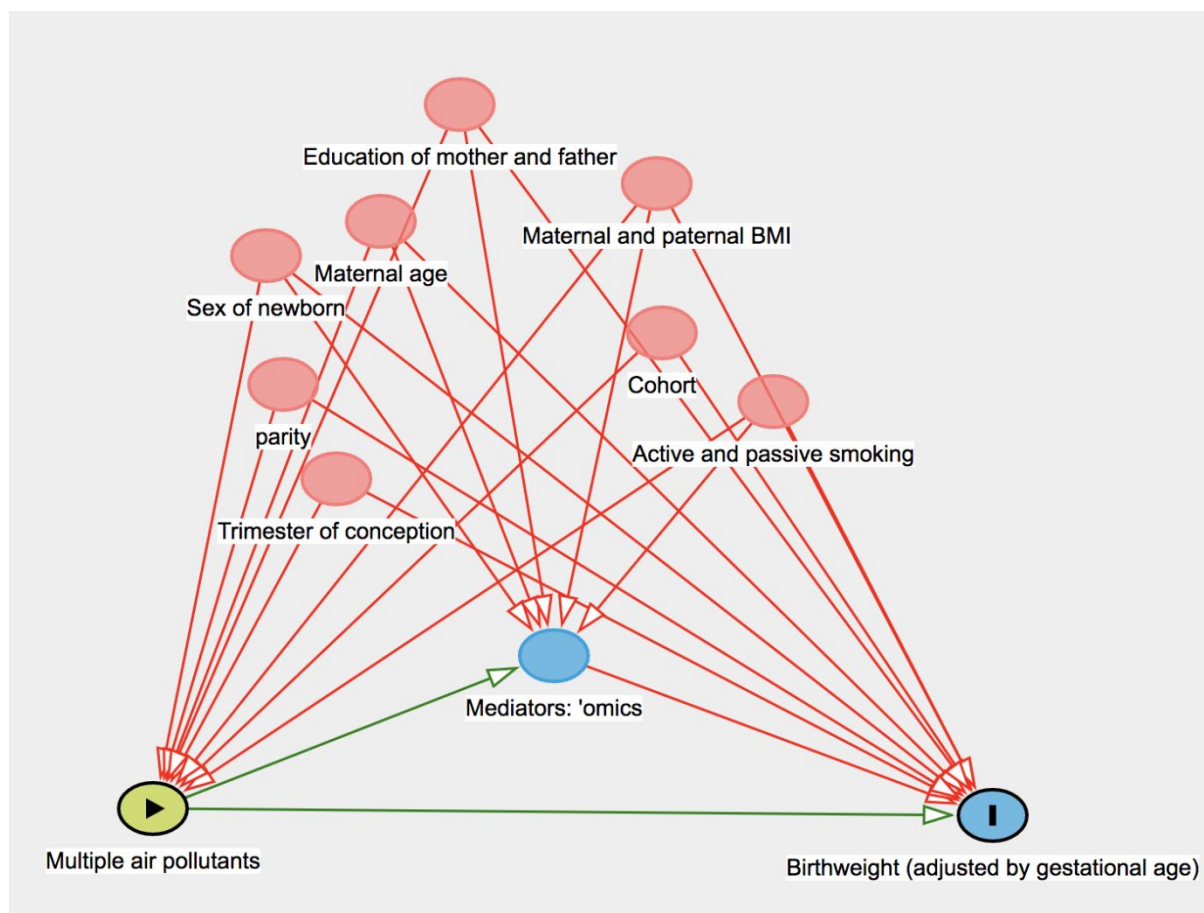 Education of mother and father
Maternal and paternal BMI
Maternal age
Sex of newborn
Cohort
parity
Active and passive smoking
Trimester of conception
Mediators: 'omics
Multiple air pollutants
Birthweight (adjusted by gestational age)